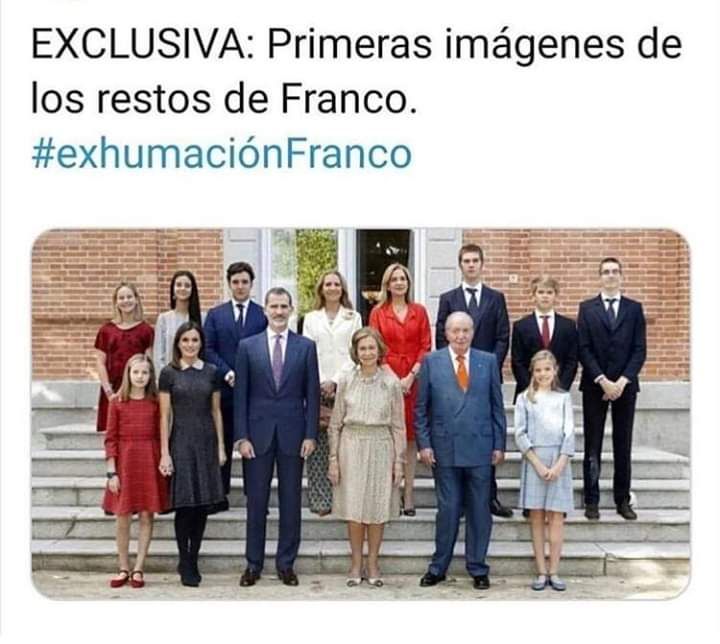 EXCLUSIVA: Primeras imágenes de
los restos de Franco.
#exhumaciónFranco